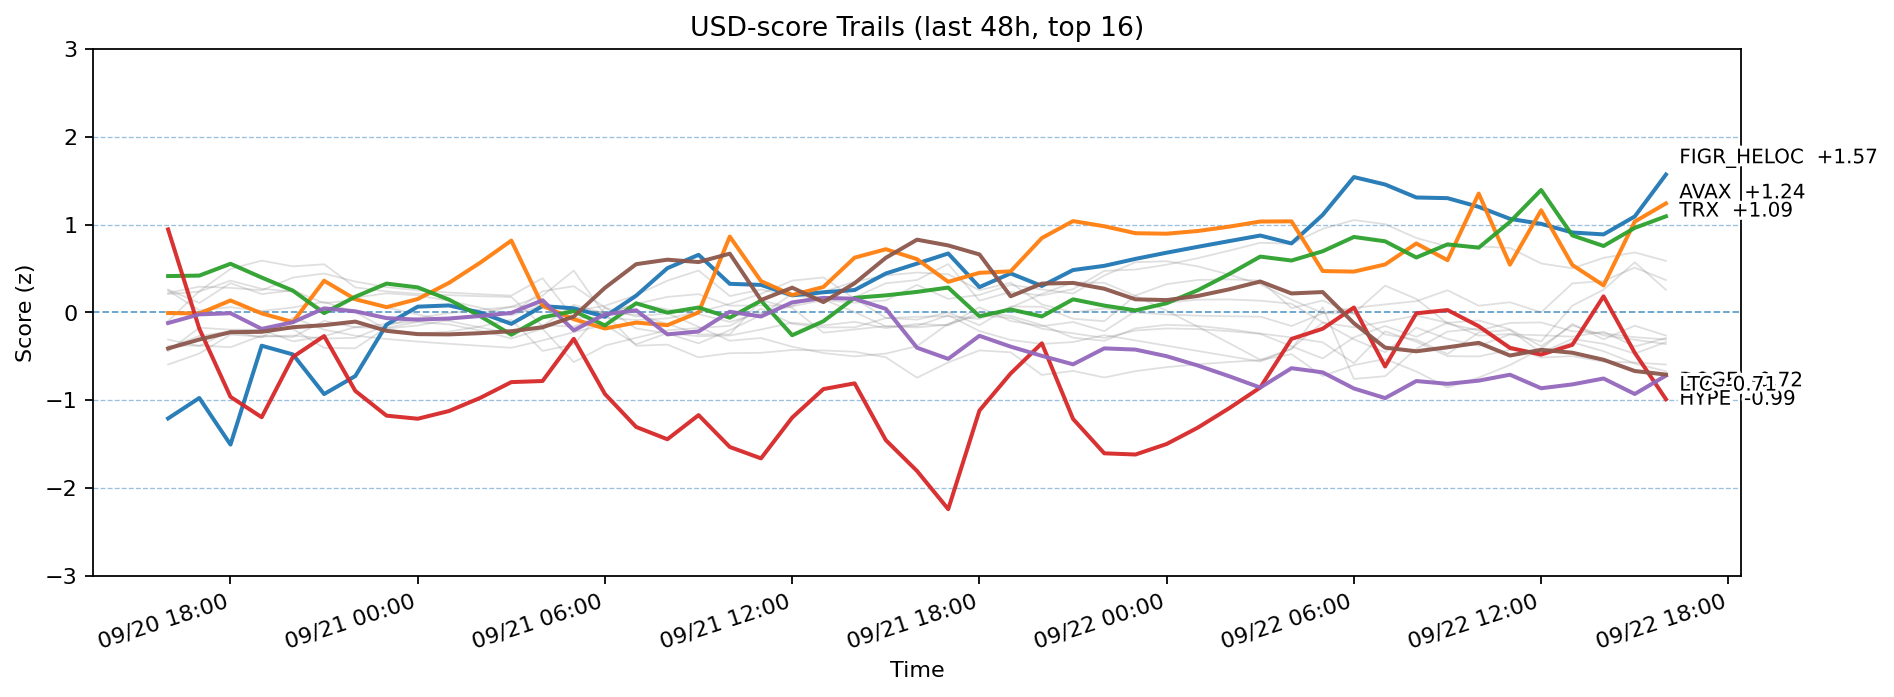 USD-score Trails (last 48h, top 16)
Score (z)
3
2
1
0
−1
−2
−3
FIGR_HELOC +1.57
AVAX +1.24
TRX +1.09
LTC -0.71
HYPE -0.99
09/20 18:00
09/21 00:00
09/21 06:00
09/21 12:00
09/21 18:00
09/22 00:00
09/22 06:00
09/22 12:00
09/22 18:00
Time